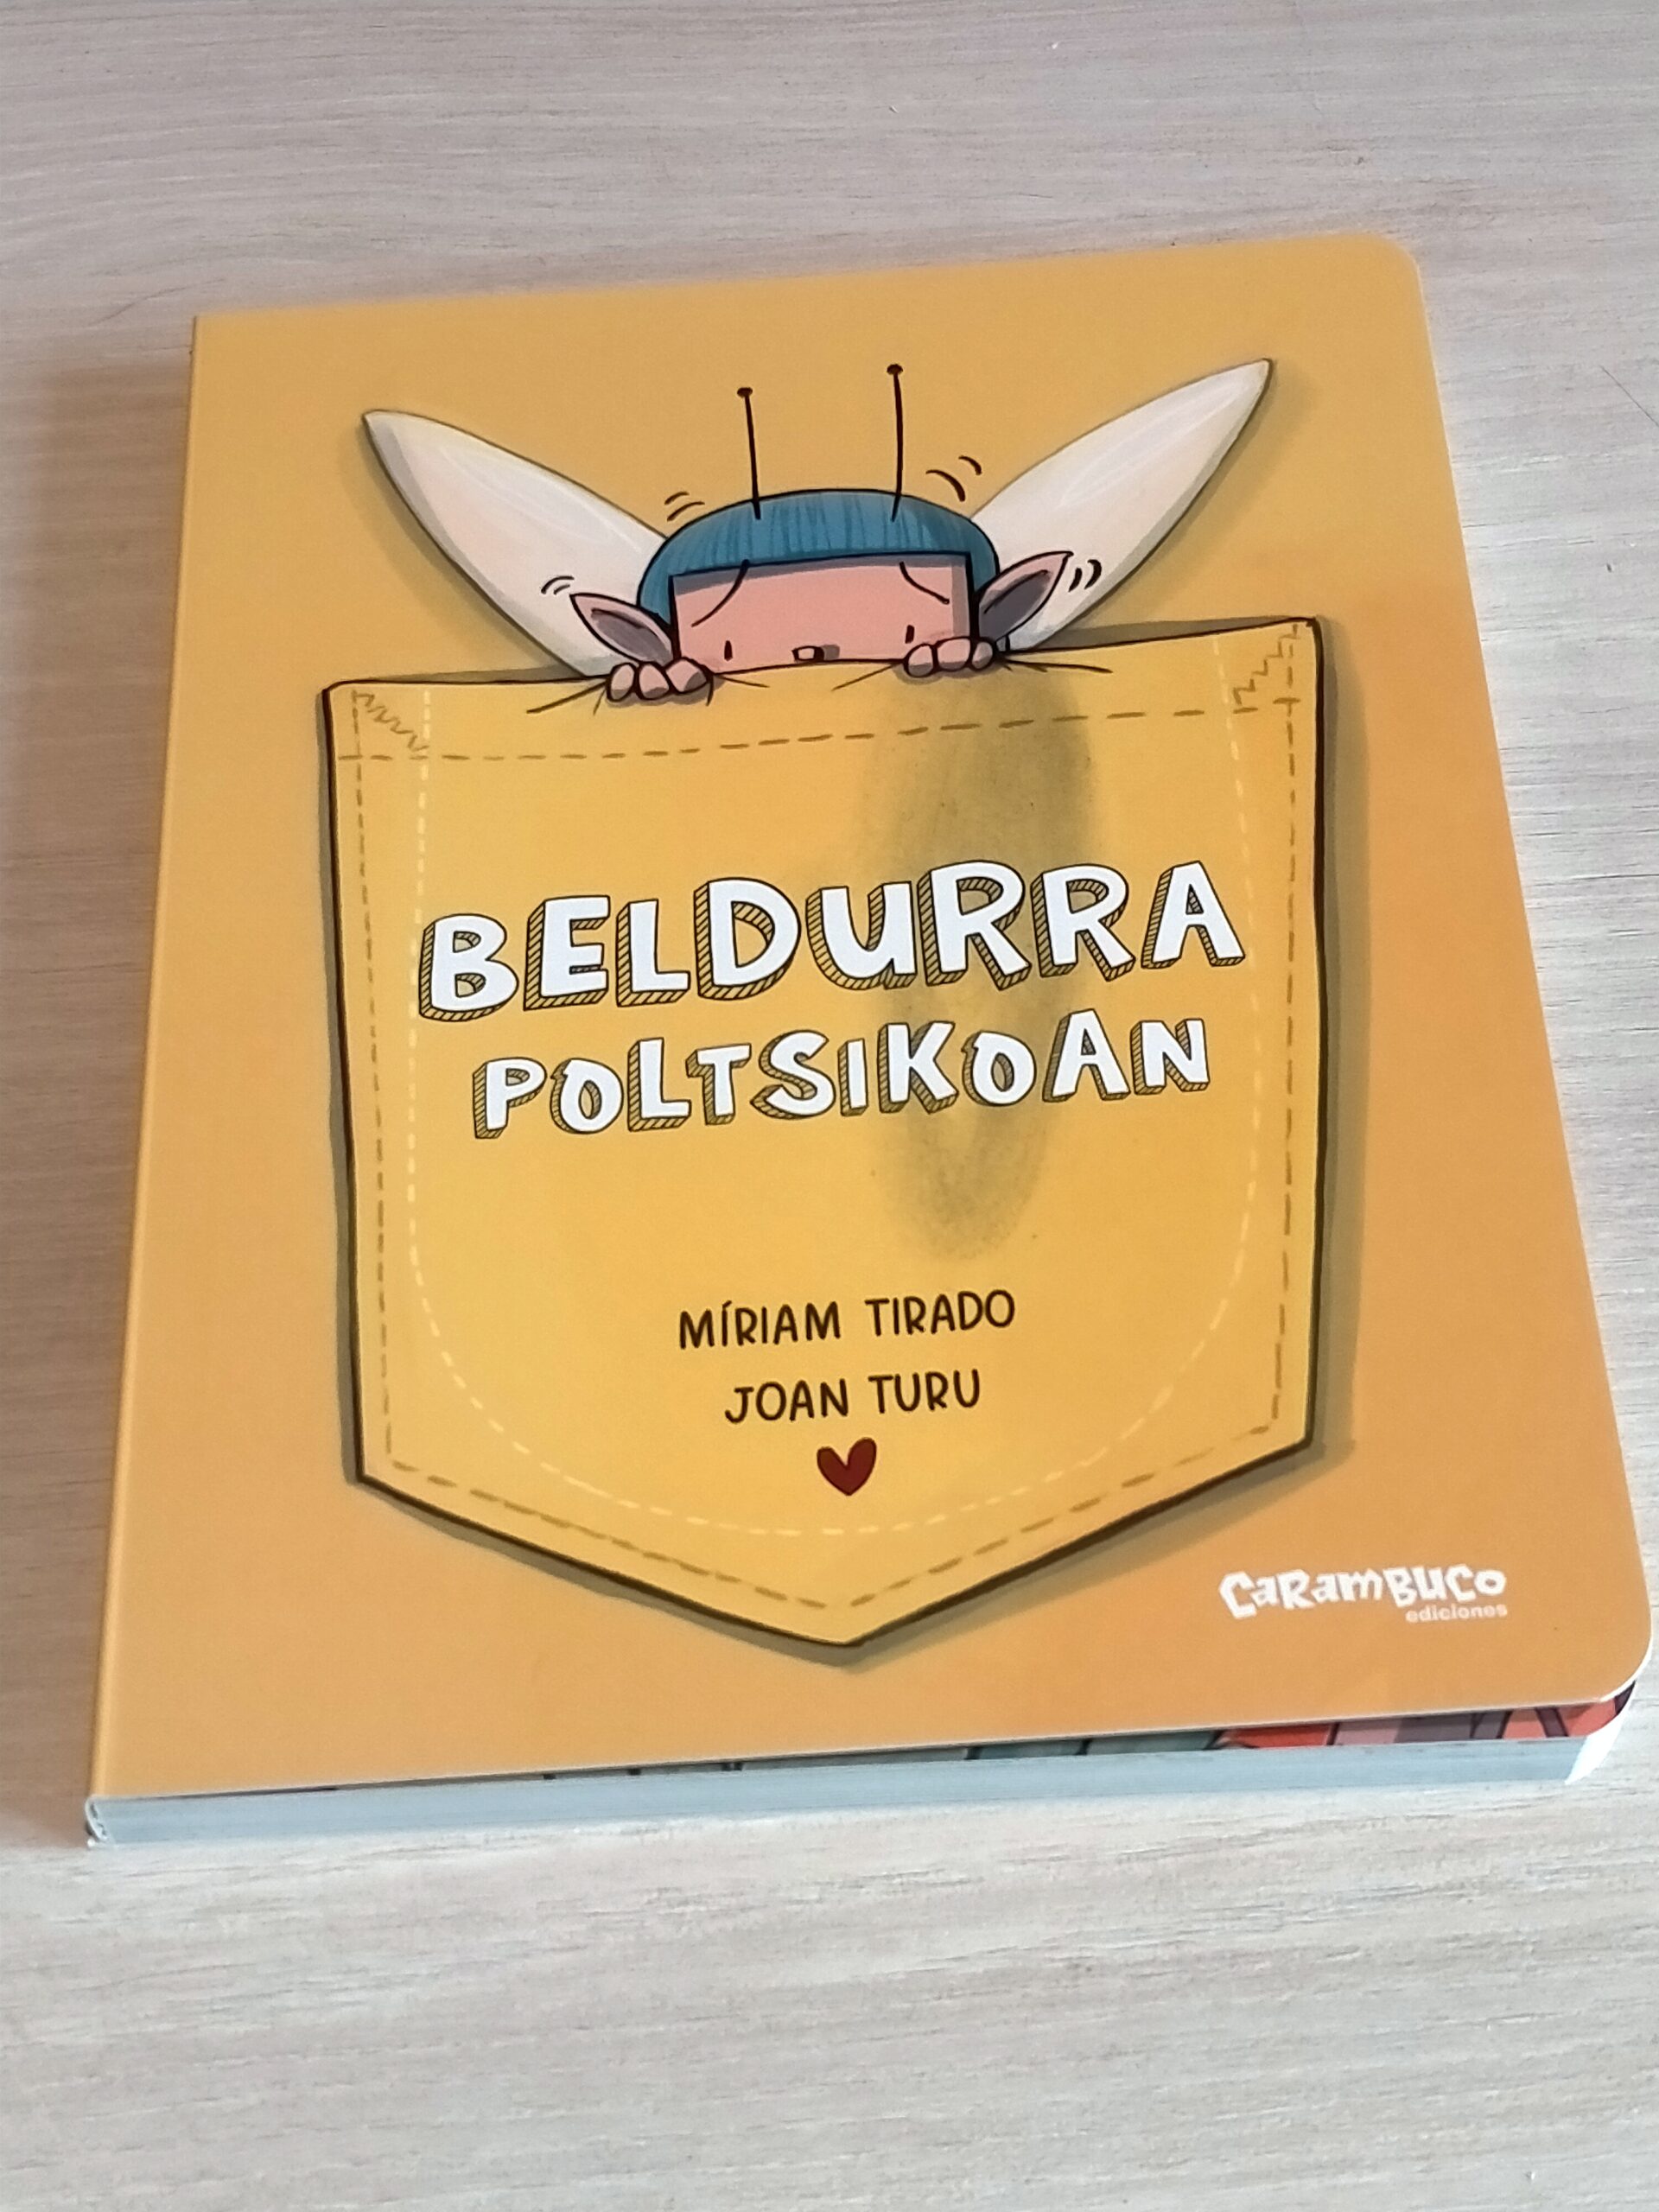 BELDURRA
POLTSIKOAN
MÍRIAM TIRADO
JOAN TURU
CARAMBUCO
ediciones